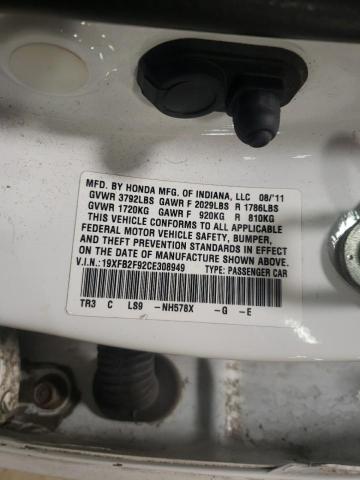 MFD. BY HONDA MFG. OF INDIANA, LLC 08/'11
GVWR 3792LBS GAWR F 2029LBS R 1786LBS
GVWR 1720KG GAWR F 920KG R 810KG
THIS VEHICLE CONFORMS TO ALL APPLICABLE
FEDERAL MOTOR VEHICLE SAFETY, BUMPER,
AND THEFT PREVENTION STANDARDS IN EFFECT
ON THE DATE OF MANUFACTURE SHOWN ABOVE.
V.I.N.: 19XFB2F92CE308949 TYPE: PASSENGER CAR
TR3 C LS9 -NH578X -G -E